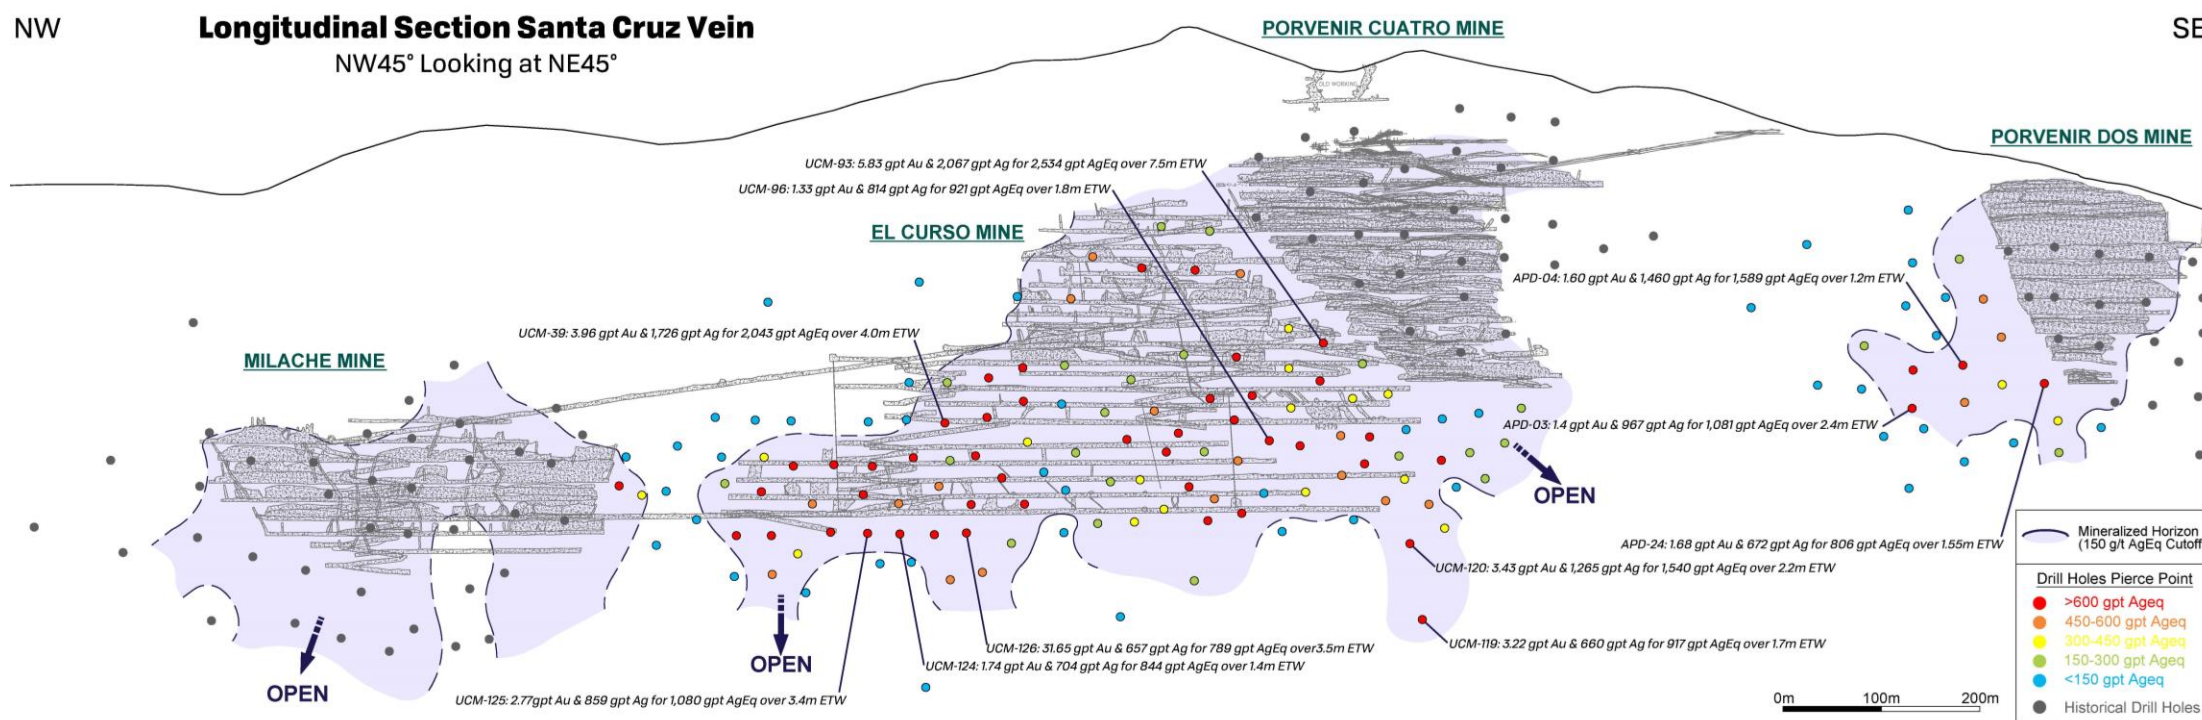 NW
Longitudinal Section Santa Cruz Vein
NW45° Looking at NE45°
PORVENIR CUATRO MINE
SE
OLD WORKING
PORVENIR DOS MINE
UCM-93: 5.83 gpt Au & 2,067 gpt Ag for 2,534 gpt AgEq over 7.5m ETW
UCM-96: 1.33 gpt Au & 814 gpt Ag for 921 gpt AgEq over 1.8m ETW
EL CURSO MINE
APD-04: 1.60 gpt Au & 1,460 gpt Ag for 1,589 gpt AgEq over 1.2m ETW
UCM-39: 3.96 gpt Au & 1,726 gpt Ag for 2,043 gpt AgEq over 4.0m ETW
MILACHE MINE
APD-03: 1.4 gpt Au & 967 gpt Ag for 1,081 gpt AgEq over 2.4m ETW
N-2179
OPEN
APD-24: 1.68 gpt Au & 672 gpt Ag for 806 gpt AgEq over 1.55m ETW
UCM-120: 3.43 gpt Au & 1,265 gpt Ag for 1,540 gpt AgEq over 2.2m ETW
UCM-126: 31.65 gpt Au & 657 gpt Ag for 789 gpt AgEq over3.5m ETW
UCM-119: 3.22 gpt Au & 660 gpt Ag for 917 gpt AgEq over 1.7m ETW
OPEN
UCM-124: 1.74 gpt Au & 704 gpt Ag for 844 gpt AgEq over 1.4m ETW
OPEN
UCM-125: 2.77gpt Au & 859 gpt Ag for 1,080 gpt AgEq over 3.4m ETW
0m 100m 200m
Mineralized Horizon
(150 g/t AgEq Cutoff
Drill Holes Pierce Point
>600 gpt Ageq
450-600 gpt Ageq
300-450 gpt Ageq
150-300 gpt Ageq
<150 gpt Ageq
Historical Drill Holes